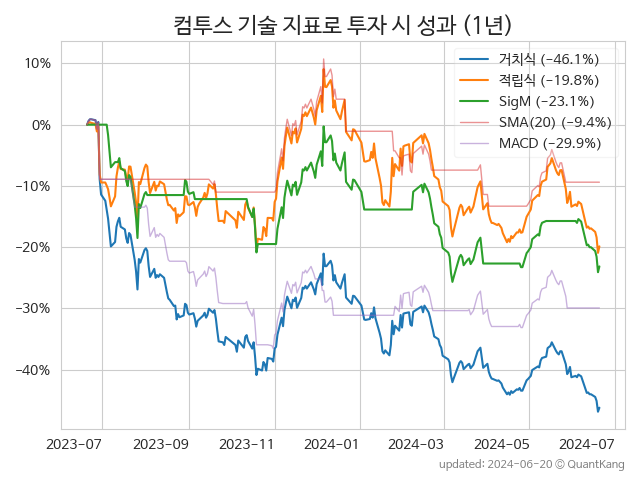 컴투스 기술 지표로 투자 시 성과 (1년)
거치식 (−46.1%)
적립식 (−19.8%)
SigM (−23.1%)
SMA(20) (−9.4%)
MACD (−29.9%)
10%
0%
−10%
−20%
−30%
−40%
2023-07 2023-09 2023-11 2024-01 2024-03 2024-05 2024-07
updated: 2024-06-20 © QuantKang